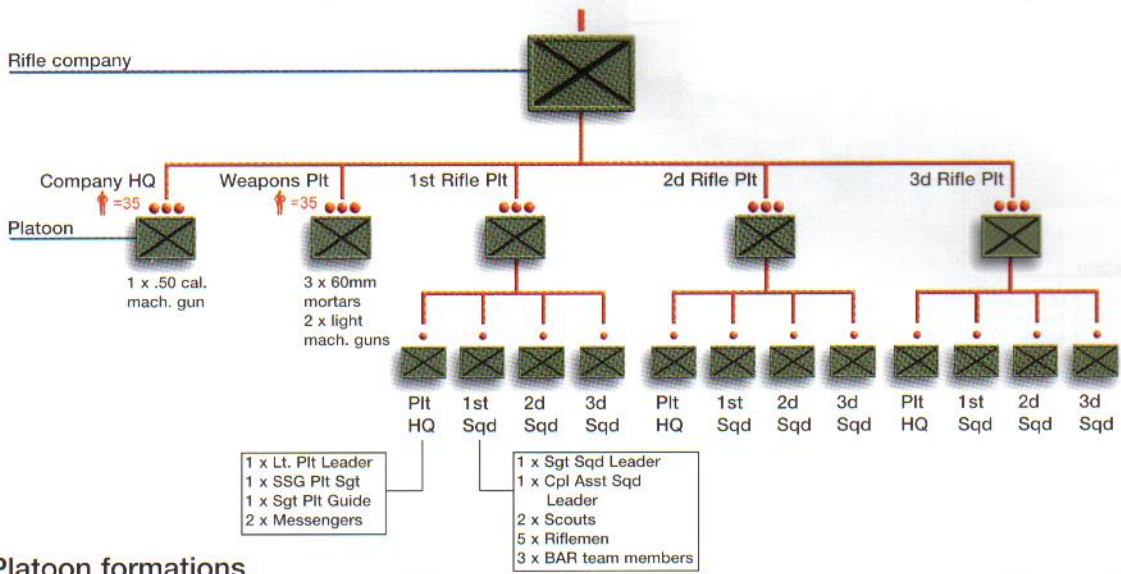 Rifle company
Company HQ
=35
Weapons Plt
=35
1st Rifle Plt
2d Rifle Plt
3d Rifle Plt
Platoon
1 x .50 cal.
mach. gun
3 x 60mm
mortars
2 x light
mach. guns
Plt
HQ
1st
Sqd
2d
Sqd
3d
Sqd
Plt
HQ
1st
Sqd
2d
Sqd
3d
Sqd
Plt
HQ
1st
Sqd
2d
Sqd
3d
Sqd
1 x Lt. Plt Leader
1 x SSG Plt Sgt
1 x Sgt Plt Guide
2 x Messengers
1 x Sgt Sqd Leader
1 x Cpl Asst Sqd
Leader
2 x Scouts
5 x Riflemen
3 x BAR team members
Platoon formations